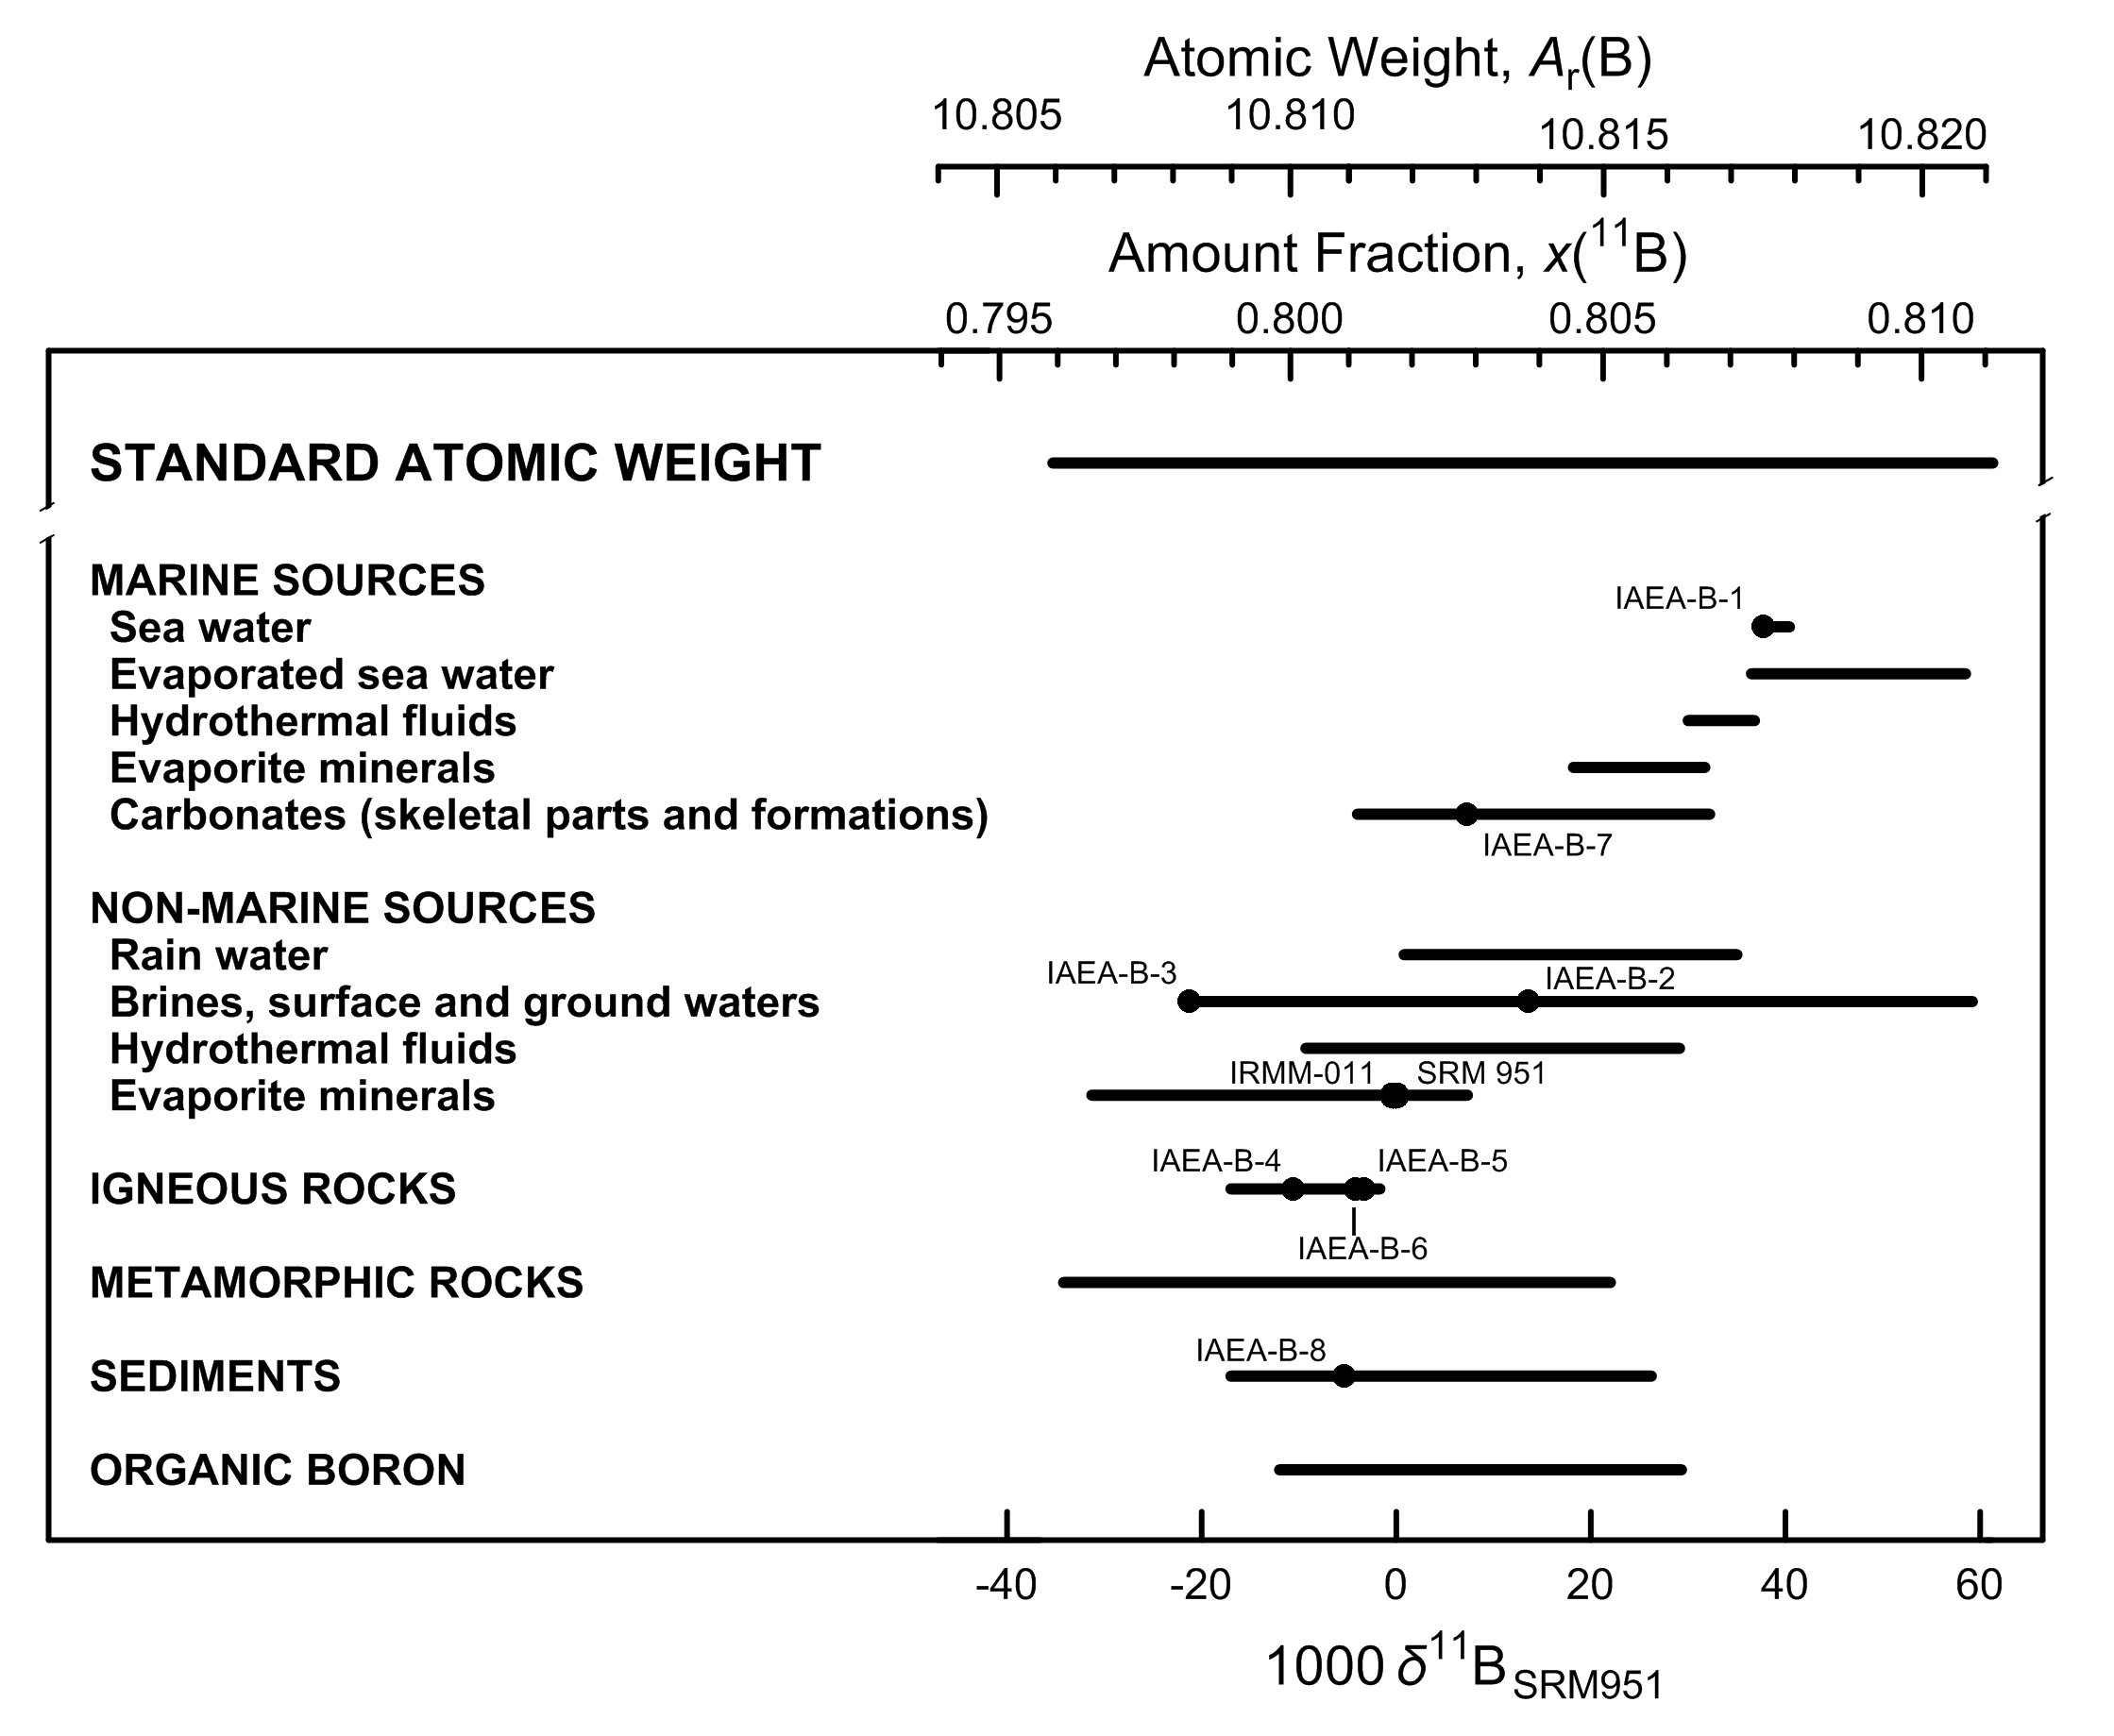 Atomic Weight, Ar(B)
10.805 10.810 10.815 10.820
Amount Fraction, x(¹¹B)
0.795 0.800 0.805 0.810
STANDARD ATOMIC WEIGHT
MARINE SOURCES
IAEA-B-1
Sea water
Evaporated sea water
Hydrothermal fluids
Evaporite minerals
Carbonates (skeletal parts and formations)
IAEA-B-7
NON-MARINE SOURCES
Rain water
IAEA-B-3 IAEA-B-2
Brines, surface and ground waters
Hydrothermal fluids
IRMM-011 SRM 951
Evaporite minerals
IAEA-B-4 IAEA-B-5
IGNEOUS ROCKS
IAEA-B-6
METAMORPHIC ROCKS
IAEA-B-8
SEDIMENTS
ORGANIC BORON
-40 -20 0 20 40 60
1000 δ¹¹B SRM951